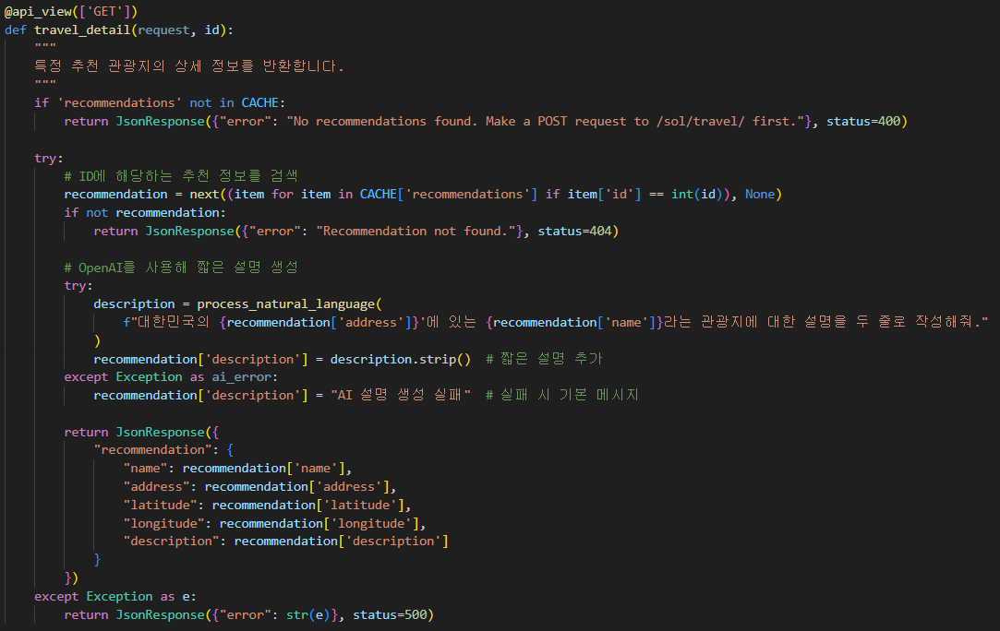 @api_view(['GET'])
def travel_detail(request, id):
    """
    특정 추천 관광지의 상세 정보를 반환합니다.
    """
    if 'recommendations' not in CACHE:
        return JsonResponse({"error": "No recommendations found. Make a POST request to /sol/travel/ first."}, status=400)

    try:
        # ID에 해당하는 추천 정보를 검색
        recommendation = next((item for item in CACHE['recommendations'] if item['id'] == int(id)), None)
        if not recommendation:
            return JsonResponse({"error": "Recommendation not found."}, status=404)

        # OpenAI를 사용해 짧은 설명 생성
        try:
            description = process_natural_language(
                f"대한민국의 {recommendation['address']}'에 있는 {recommendation['name']}라는 관광지에 대한 설명을 두 줄로 작성해줘."
            )
            recommendation['description'] = description.strip()  # 짧은 설명 추가
        except Exception as ai_error:
            recommendation['description'] = "AI 설명 생성 실패"  # 실패 시 기본 메시지

        return JsonResponse({
            "recommendation": {
                "name": recommendation['name'],
                "address": recommendation['address'],
                "latitude": recommendation['latitude'],
                "longitude": recommendation['longitude'],
                "description": recommendation['description']
            }
        })
    except Exception as e:
        return JsonResponse({"error": str(e)}, status=500)